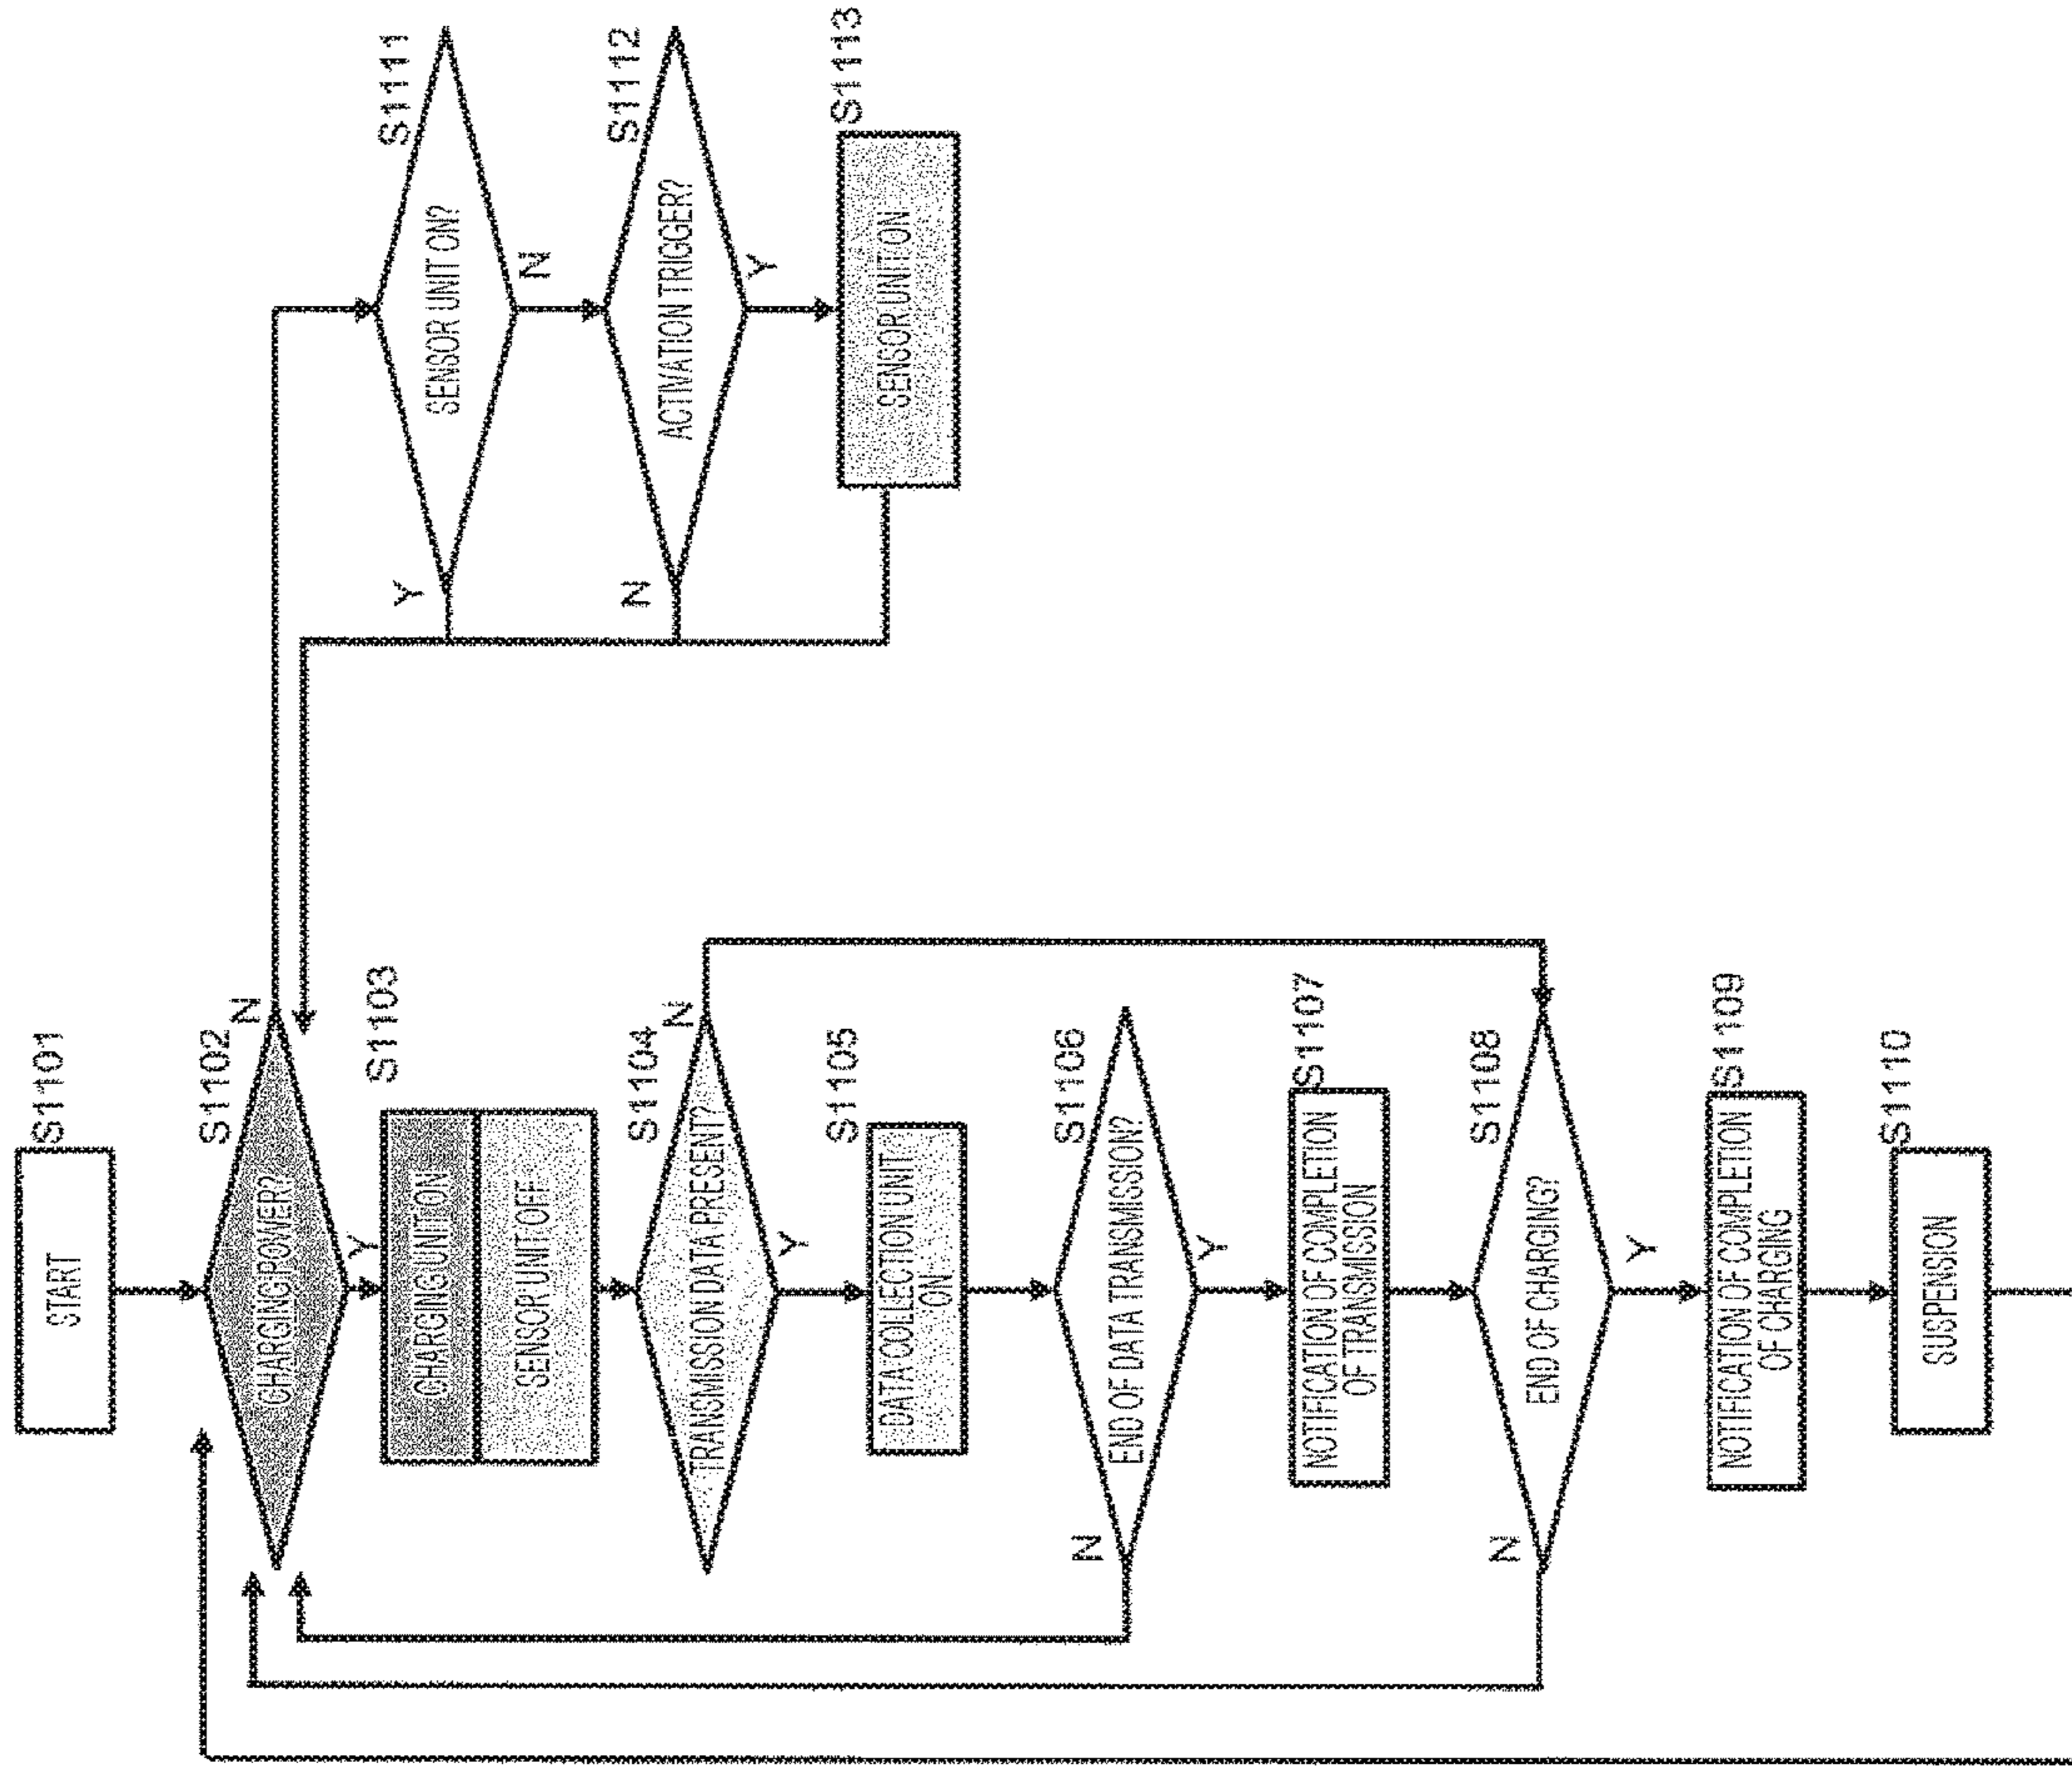 START
S1101
CHARGING POWER?
S1102
N
Y
CHARGING UNIT ON
SENSOR UNIT OFF
S1103
TRANSMISSION DATA PRESENT?
S1104
N
Y
DATA COLLECTION UNIT
ON
S1105
END OF DATA TRANSMISSION?
S1106
N
Y
NOTIFICATION OF COMPLETION
OF TRANSMISSION
S1107
END OF CHARGING?
S1108
N
Y
NOTIFICATION OF COMPLETION
OF CHARGING
S1109
SUSPENSION
S1110
SENSOR UNIT ON?
S1111
Y
N
ACTIVATION TRIGGER?
S1112
N
Y
SENSOR UNIT ON
S1113